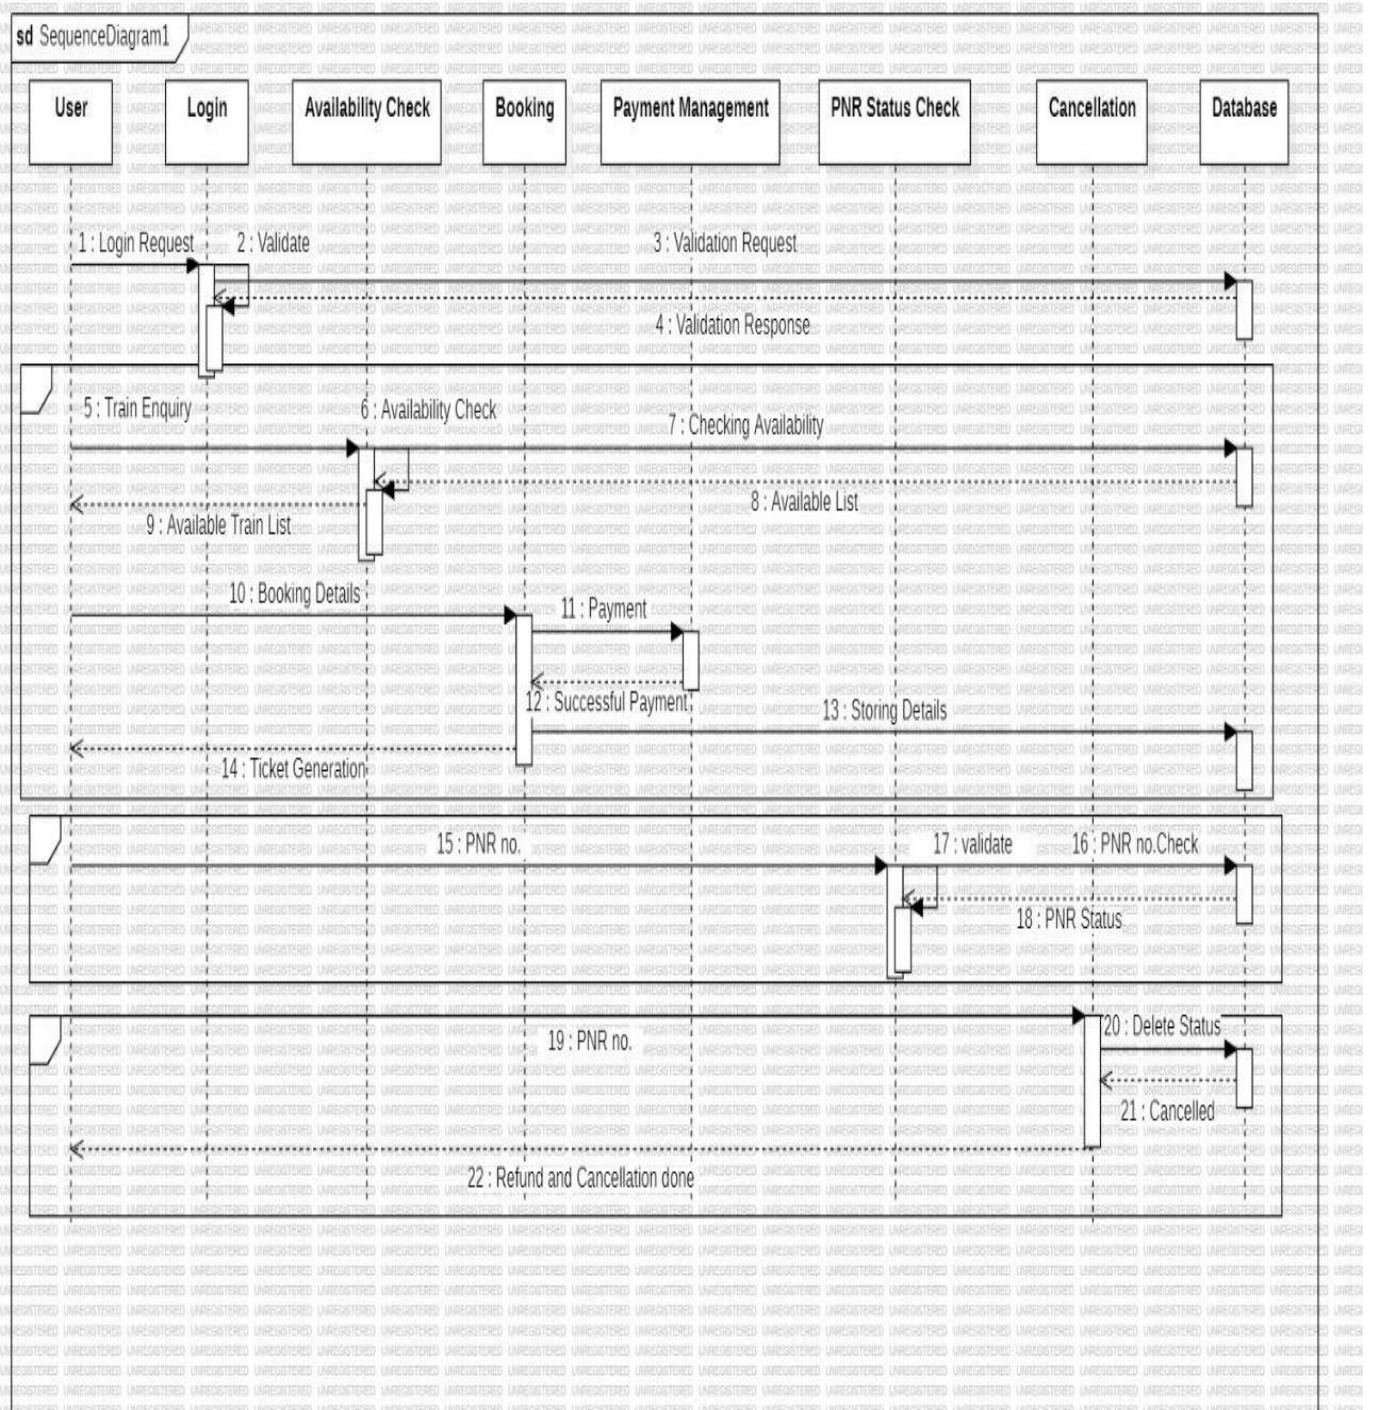 sd SequenceDiagram1
User Login Availability Check Booking Payment Management PNR Status Check Cancellation Database
1 : Login Request 2 : Validate 3 : Validation Request
4 : Validation Response
5 : Train Enquiry 6 : Availability Check 7 : Checking Availability
8 : Available List
9 : Available Train List
10 : Booking Details 11 : Payment
12 : Successful Payment 13 : Storing Details
14 : Ticket Generation
15 : PNR no. 17 : validate 16 : PNR no.Check
18 : PNR Status
19 : PNR no. 20 : Delete Status
21 : Cancelled
22 : Refund and Cancellation done
UNREGISTERED